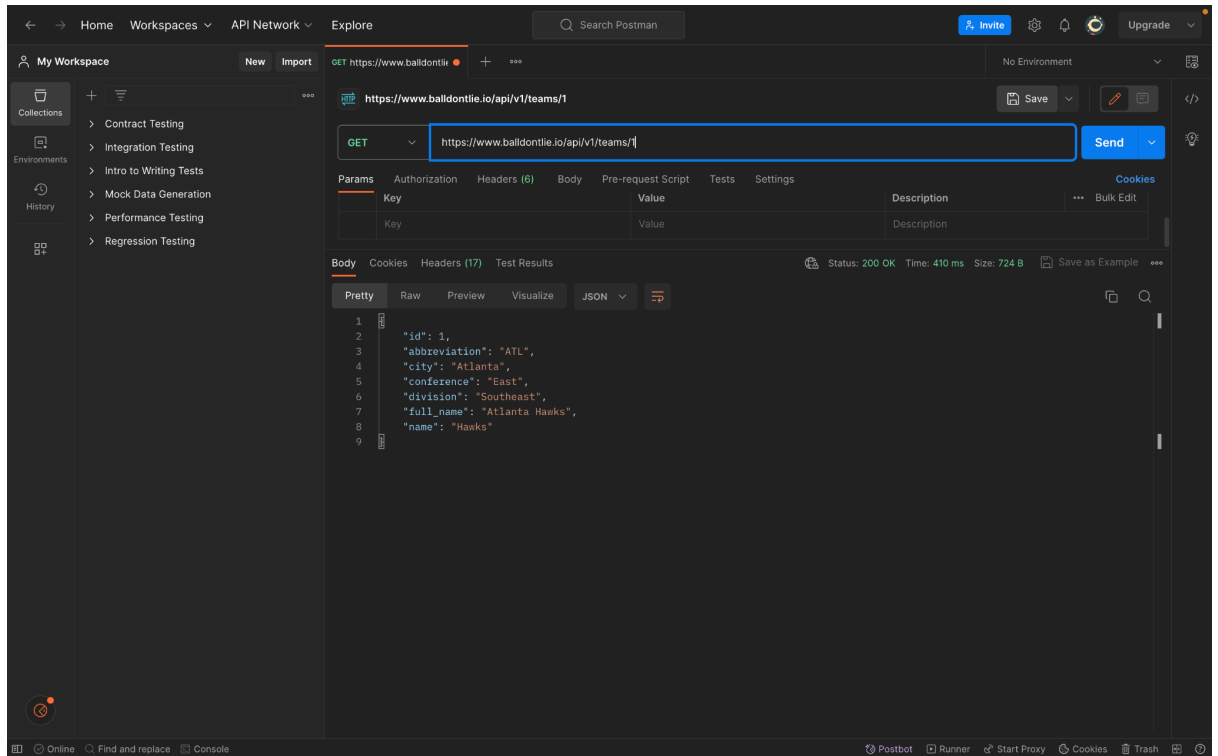 Home Workspaces API Network Explore Search Postman Invite Upgrade
My Workspace New Import GET https://www.balldontlie No Environment
Collections
Environments
History
Contract Testing
Integration Testing
Intro to Writing Tests
Mock Data Generation
Performance Testing
Regression Testing
HTTP https://www.balldontlie.io/api/v1/teams/1 Save
GET https://www.balldontlie.io/api/v1/teams/1 Send
Params Authorization Headers (6) Body Pre-request Script Tests Settings Cookies
Key Value Description Bulk Edit
Key Value Description
Body Cookies Headers (17) Test Results Status: 200 OK Time: 410 ms Size: 724 B Save as Example
Pretty Raw Preview Visualize JSON
1 {
2 "id": 1,
3 "abbreviation": "ATL",
4 "city": "Atlanta",
5 "conference": "East",
6 "division": "Southeast",
7 "full_name": "Atlanta Hawks",
8 "name": "Hawks"
9 }
Online Find and replace Console Postbot Runner Start Proxy Cookies Trash